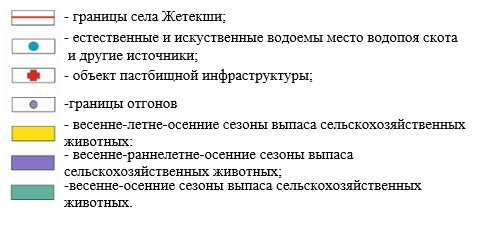 - границы села Жетекши;
- естественные и искуственные водоемы место водопоя скота
и другие источники;
- объект пастбищной инфраструктуры;
-границы отгонов
- весенне-летне-осенние сезоны выпаса сельскохозяйственных
животных:
- весенне-раннелетне-осенние сезоны выпаса
сельскохозяйственных животных;
-весенне-осенние сезоны выпаса сельскохозяйственных
животных.